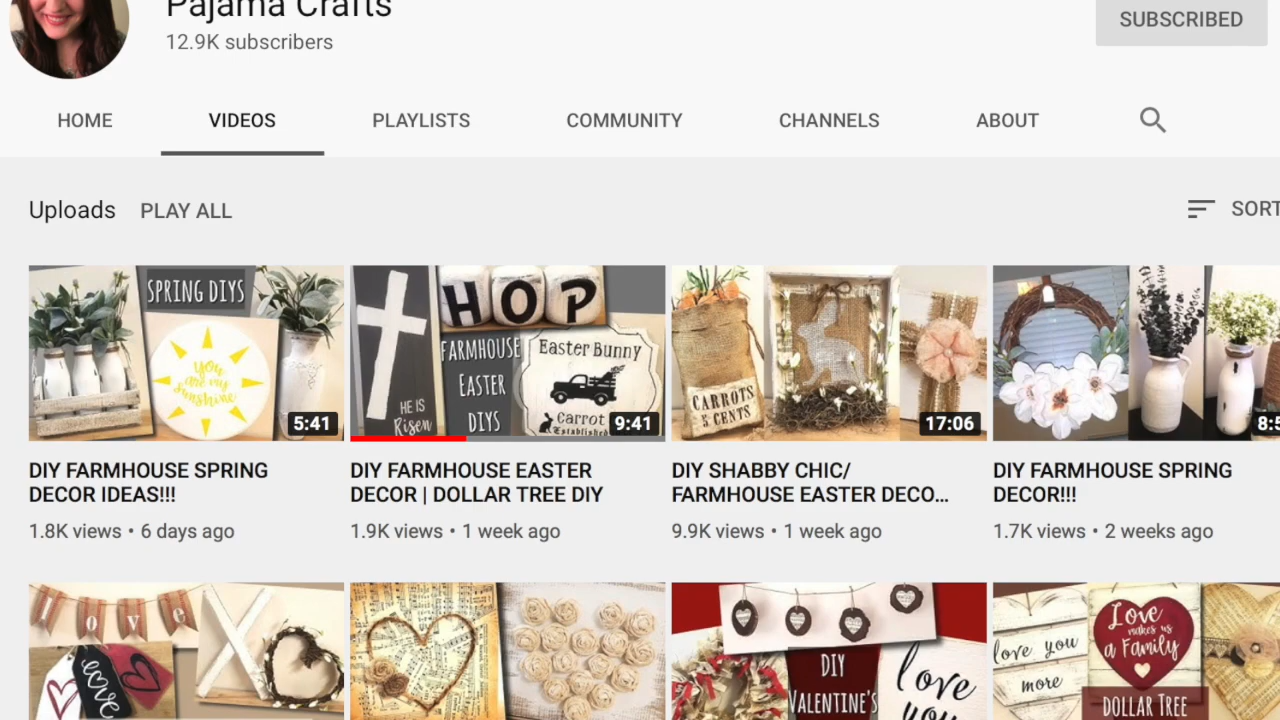 Pajama Crafts
12.9K subscribers
SUBSCRIBED
HOME
VIDEOS
PLAYLISTS
COMMUNITY
CHANNELS
ABOUT
Uploads
PLAY ALL
SORT
SPRING DIYS
YOU
are my
Sunshine
5:41
HOP
HE IS
Risen
FARMHOUSE
EASTER
DIYS
Easter Bunny
Carrot
Established
9:41
CARROTS
5 CENTS
17:06
DIY FARMHOUSE SPRING
DECOR IDEAS!!!
1.8K views • 6 days ago
DIY FARMHOUSE EASTER
DECOR | DOLLAR TREE DIY
1.9K views • 1 week ago
DIY SHABBY CHIC/
FARMHOUSE EASTER DECO...
9.9K views • 1 week ago
DIY FARMHOUSE SPRING
DECOR!!!
1.7K views • 2 weeks ago
love
love
X
DIY
VALENTINE'S
love
you
love you
more
Love
makes us
a Family
DOLLAR TREE